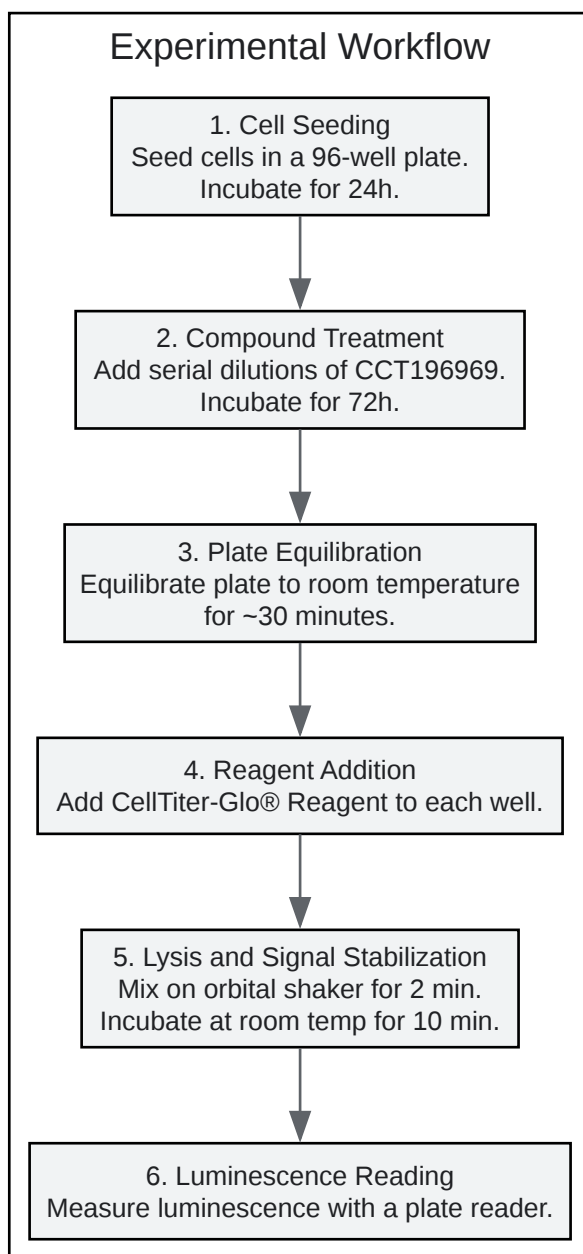 Experimental Workflow
1. Cell Seeding
Seed cells in a 96-well plate.
Incubate for 24h.
2. Compound Treatment
Add serial dilutions of CCT196969.
Incubate for 72h.
3. Plate Equilibration
Equilibrate plate to room temperature
for ~30 minutes.
4. Reagent Addition
Add CellTiter-Glo® Reagent to each well.
5. Lysis and Signal Stabilization
Mix on orbital shaker for 2 min.
Incubate at room temp for 10 min.
6. Luminescence Reading
Measure luminescence with a plate reader.